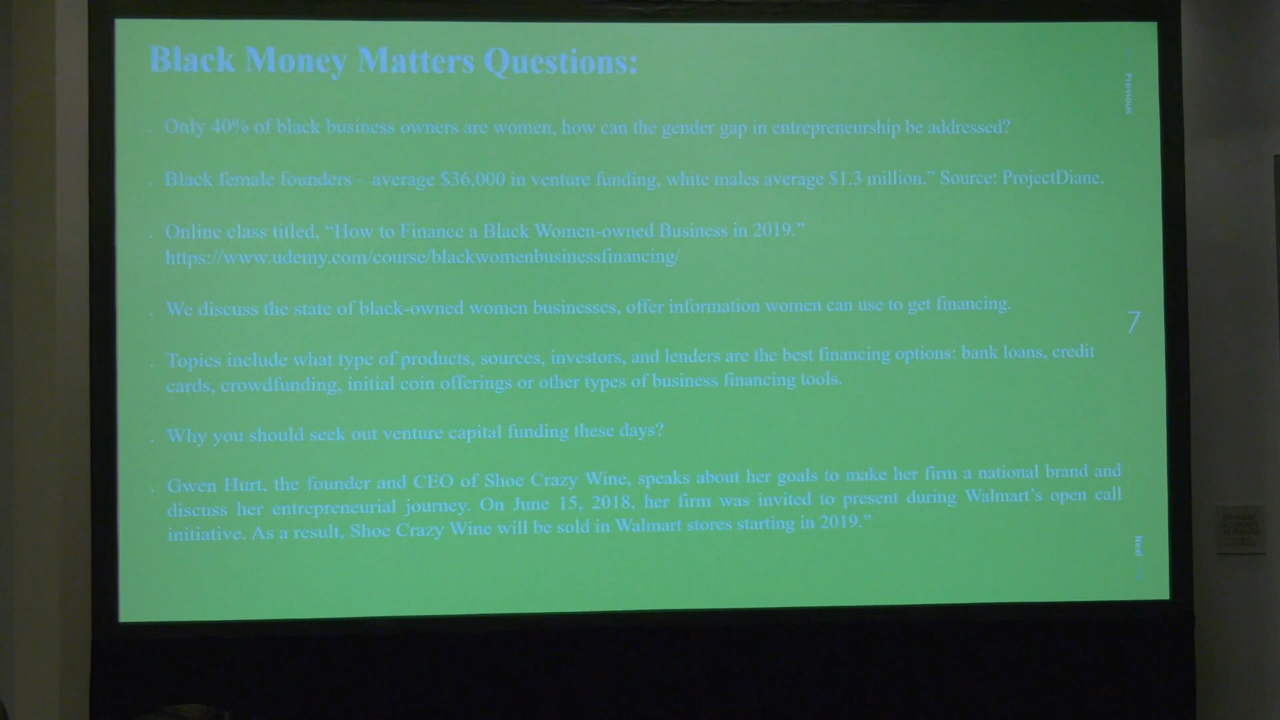 Black Money Matters Questions:
Previous
. Only 40% of black business owners are women, how can the gender gap in entrepreneurship be addressed?
. Black female founders – average $36,000 in venture funding, white males average $1.3 million.” Source: ProjectDiane.
. Online class titled, “How to Finance a Black Women-owned Business in 2019.”
https://www.udemy.com/course/blackwomenbusinessfinancing/
. We discuss the state of black-owned women businesses, offer information women can use to get financing.
7
. Topics include what type of products, sources, investors, and lenders are the best financing options: bank loans, credit
cards, crowdfunding, initial coin offerings or other types of business financing tools.
. Why you should seek out venture capital funding these days?
. Gwen Hurt, the founder and CEO of Shoe Crazy Wine, speaks about her goals to make her firm a national brand and
discuss her entrepreneurial journey. On June 15, 2018, her firm was invited to present during Walmart’s open call
initiative. As a result, Shoe Crazy Wine will be sold in Walmart stores starting in 2019.”
Next